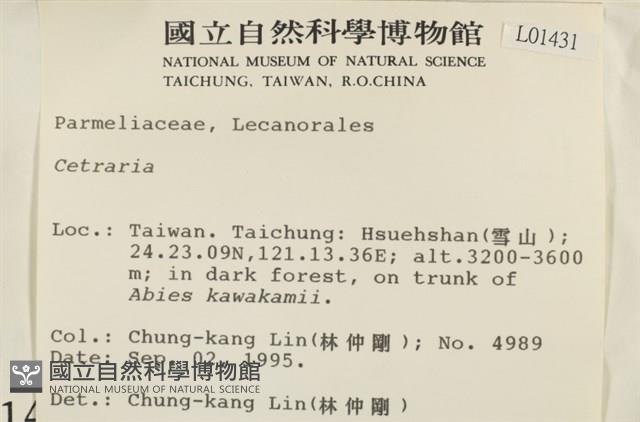 國立自然科學博物館
L01431
NATIONAL MUSEUM OF NATURAL SCIENCE
TAICHUNG, TAIWAN, R.O.CHINA
Parmeliaceae, Lecanorales
Cetraria
Loc.: Taiwan. Taichung: Hsuehshan(雪山);
24.23.09N,121.13.36E; alt.3200-3600
m; in dark forest, on trunk of
Abies kawakamii.
Col.: Chung-kang Lin(林仲剛); No. 4989
Date: Sep. 02, 1995.
國立自然科學博物館
NATIONAL MUSEUM OF NATURAL SCIENCE
Det.: Chung-kang Lin(林仲剛)
14